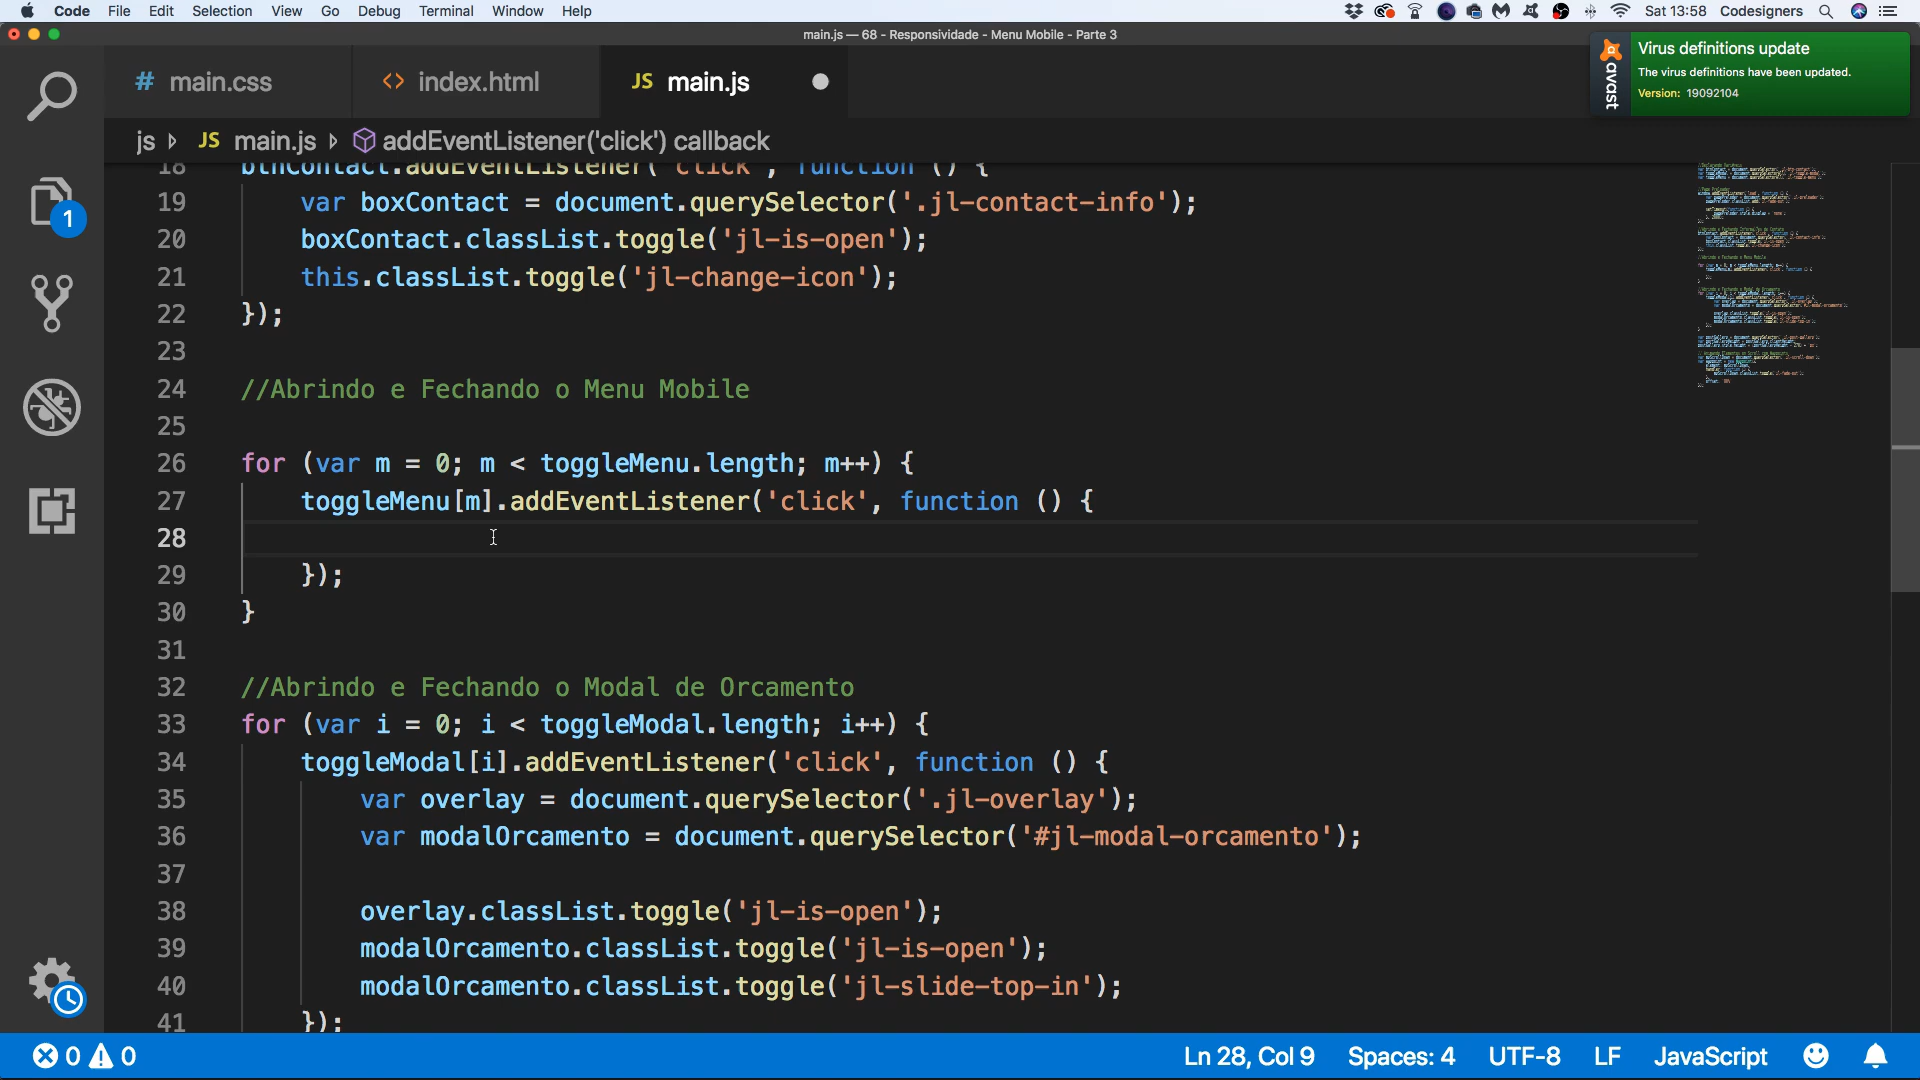 Code File Edit Selection View Go Debug Terminal Window Help Sat 13:58 Codesigners
main.js — 68 - Responsividade - Menu Mobile - Parte 3
# main.css <> index.html JS main.js
avast
Virus definitions update
The virus definitions have been updated.
Version: 19092104
js JS main.js addEventListener('click') callback
1
18 btnContact.addEventListener('click', function () {
19 var boxContact = document.querySelector('.jl-contact-info');
20 boxContact.classList.toggle('jl-is-open');
21 this.classList.toggle('jl-change-icon');
22 });
23
24 //Abrindo e Fechando o Menu Mobile
25
26 for (var m = 0; m < toggleMenu.length; m++) {
27 toggleMenu[m].addEventListener('click', function () {
28
29 });
30 }
31
32 //Abrindo e Fechando o Modal de Orcamento
33 for (var i = 0; i < toggleModal.length; i++) {
34 toggleModal[i].addEventListener('click', function () {
35 var overlay = document.querySelector('.jl-overlay');
36 var modalOrcamento = document.querySelector('#jl-modal-orcamento');
37
38 overlay.classList.toggle('jl-is-open');
39 modalOrcamento.classList.toggle('jl-is-open');
40 modalOrcamento.classList.toggle('jl-slide-top-in');
41 });
0 0 Ln 28, Col 9 Spaces: 4 UTF-8 LF JavaScript